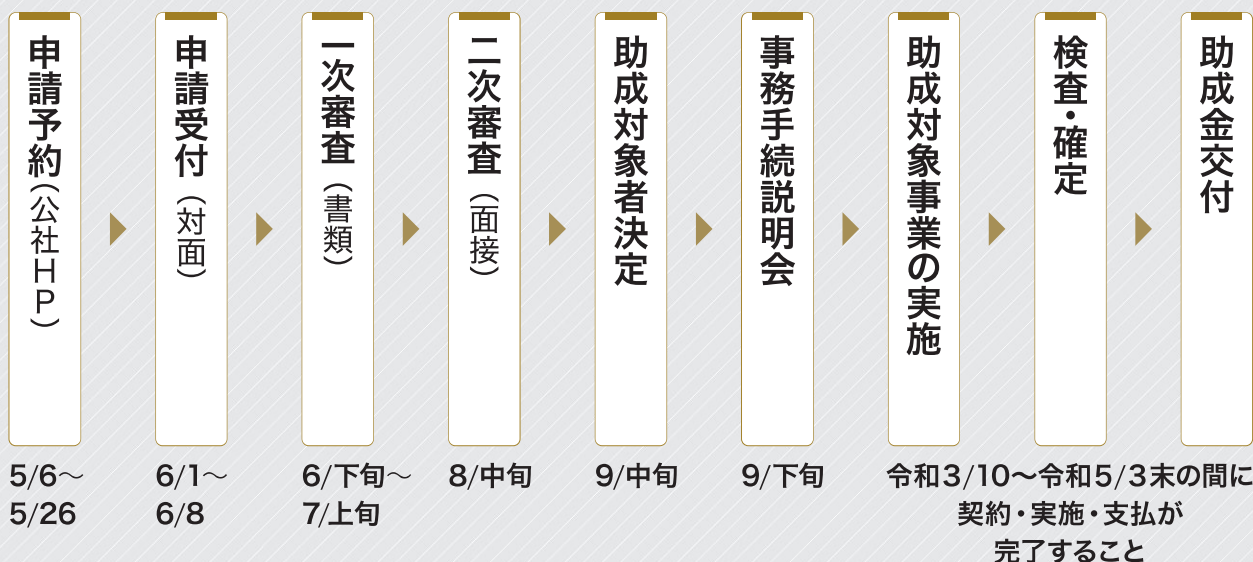 申請予約(公社HP)
5/6～
5/26
申請受付(対面)
6/1～
6/8
一次審査(書類)
6/下旬～
7/上旬
二次審査(面接)
8/中旬
助成対象者決定
9/中旬
事務手続説明会
9/下旬
助成対象事業の実施
検査・確定
助成金交付
令和3/10～令和5/3末の間に
契約・実施・支払が
完了すること